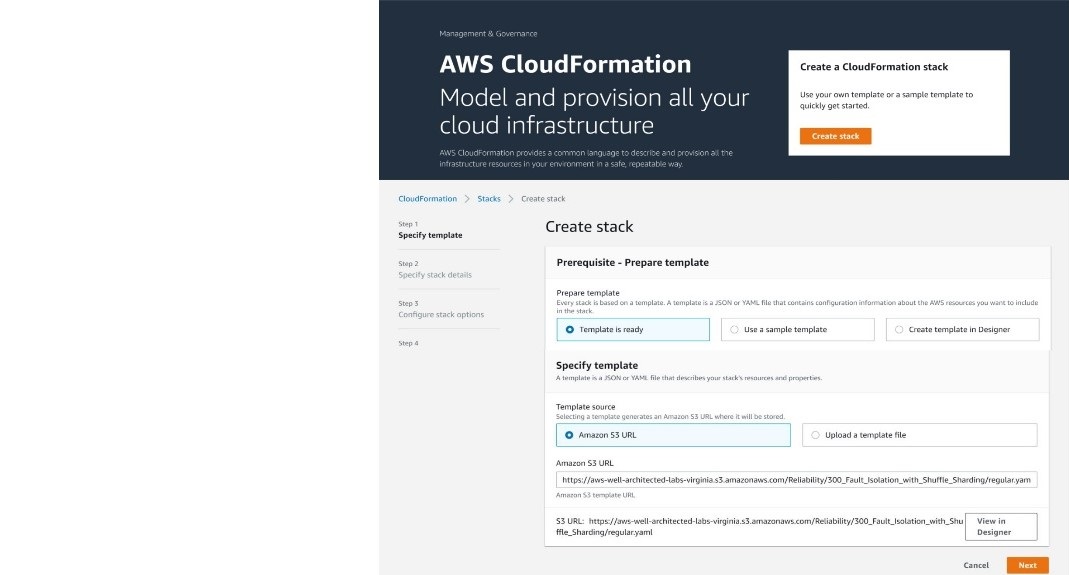 Management & Governance
AWS CloudFormation
Model and provision all your
cloud infrastructure
AWS CloudFormation provides a common language to describe and provision all the
infrastructure resources in your environment in a safe, repeatable way.
Create a CloudFormation stack
Use your own template or a sample template to
quickly get started.
Create stack
CloudFormation > Stacks > Create stack
Step 1
Specify template
Step 2
Specify stack details
Step 3
Configure stack options
Step 4
Create stack
Prerequisite - Prepare template
Prepare template
Every stack is based on a template. A template is a JSON or YAML file that contains configuration information about the AWS resources you want to include
in the stack.
Template is ready
Use a sample template
Create template in Designer
Specify template
A template is a JSON or YAML file that describes your stack's resources and properties.
Template source
Selecting a template generates an Amazon S3 URL where it will be stored.
Amazon S3 URL
Upload a template file
Amazon S3 URL
https://aws-well-architected-labs-virginia.s3.amazonaws.com/Reliability/300_Fault_Isolation_with_Shuffle_Sharding/regular.yam
Amazon S3 template URL
S3 URL: https://aws-well-architected-labs-virginia.s3.amazonaws.com/Reliability/300_Fault_Isolation_with_Shu
ffle_Sharding/regular.yaml
View in
Designer
Cancel
Next